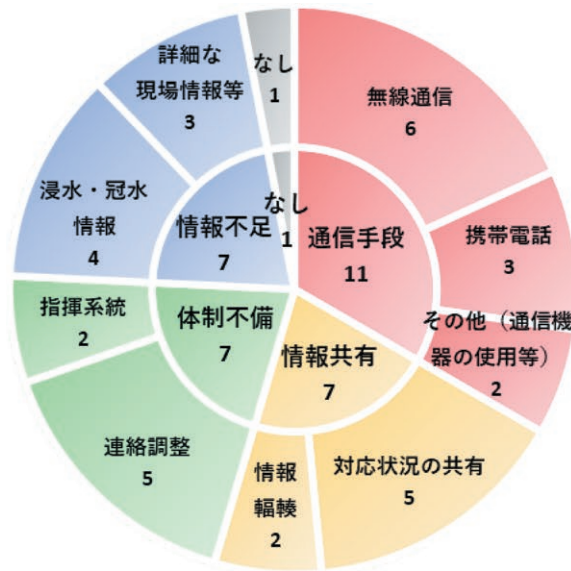 なし
1
無線通信
6
携帯電話
3
その他（通信機
器の使用等）
2
対応状況の共有
5
情報
輻輳
2
連絡調整
5
指揮系統
2
浸水・冠水
情報
4
詳細な
現場情報等
3
なし
1
通信手段
11
情報共有
7
体制不備
7
情報不足
7